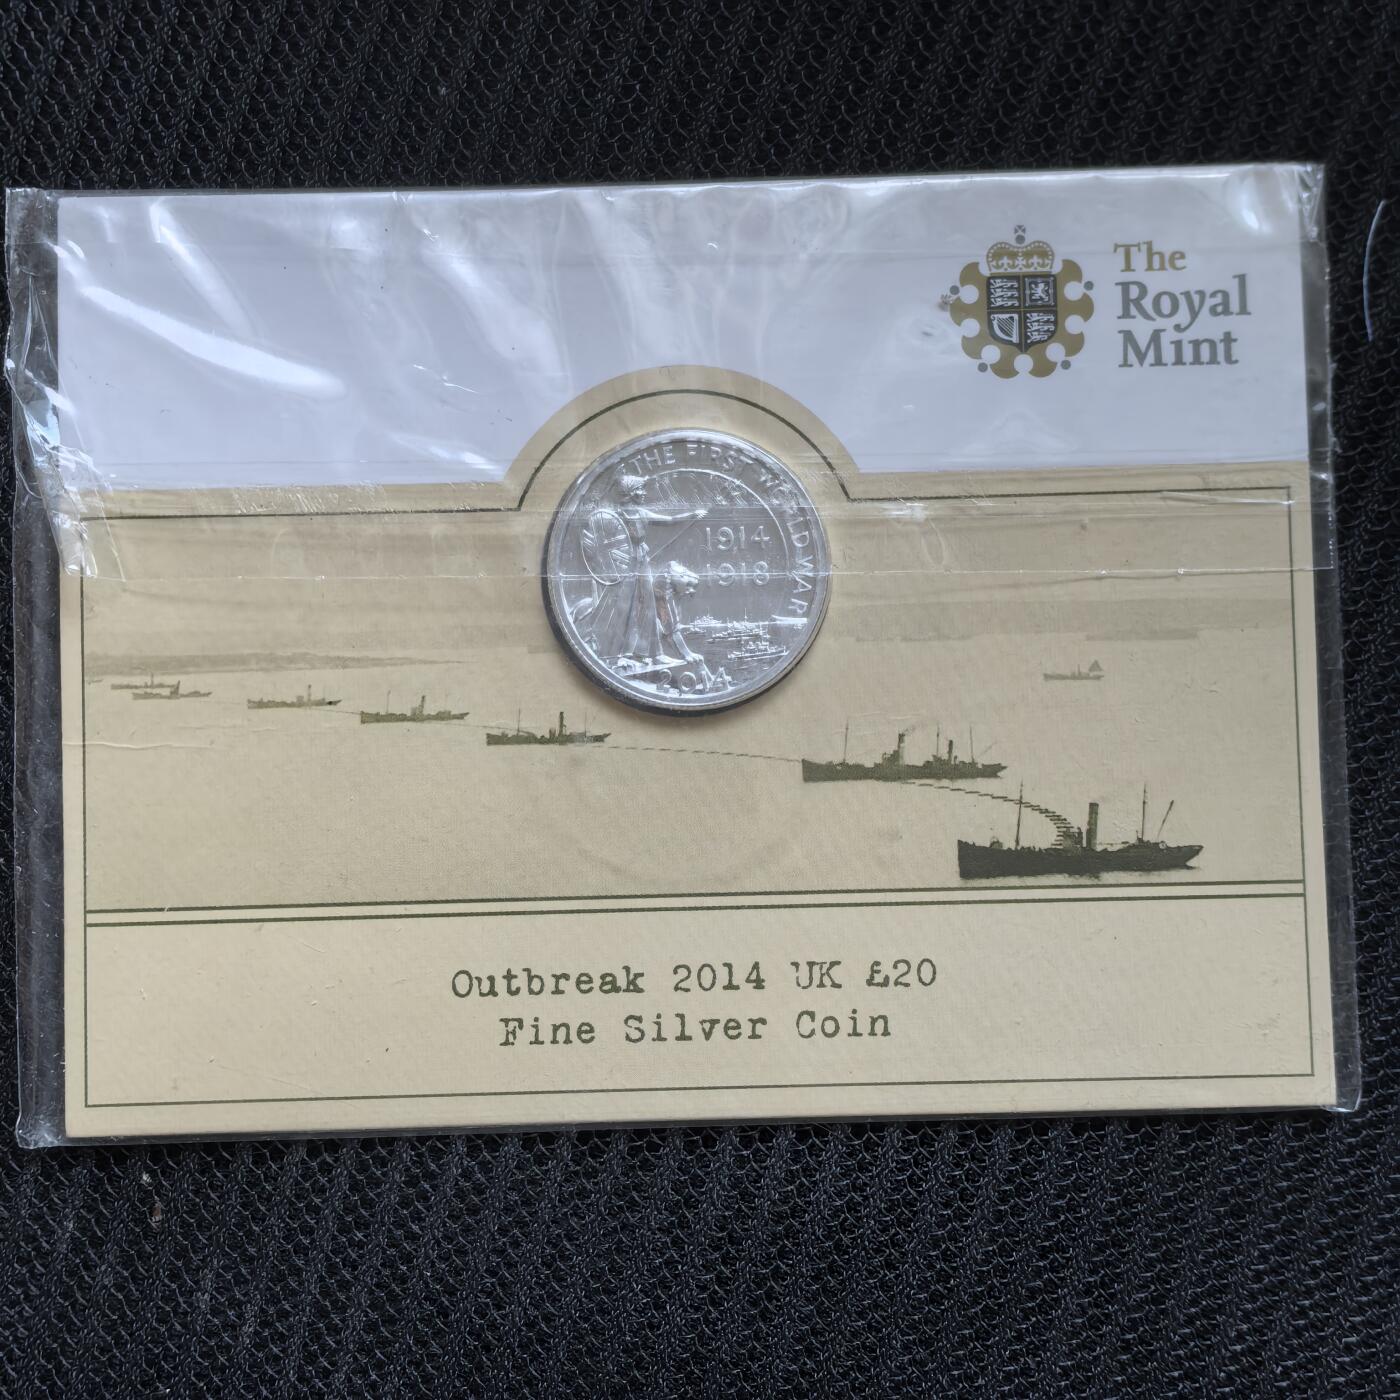 The
Royal
Mint
THE FIRST WORLD WAR
1914
1918
2014
Outbreak 2014 UK £20
Fine Silver Coin